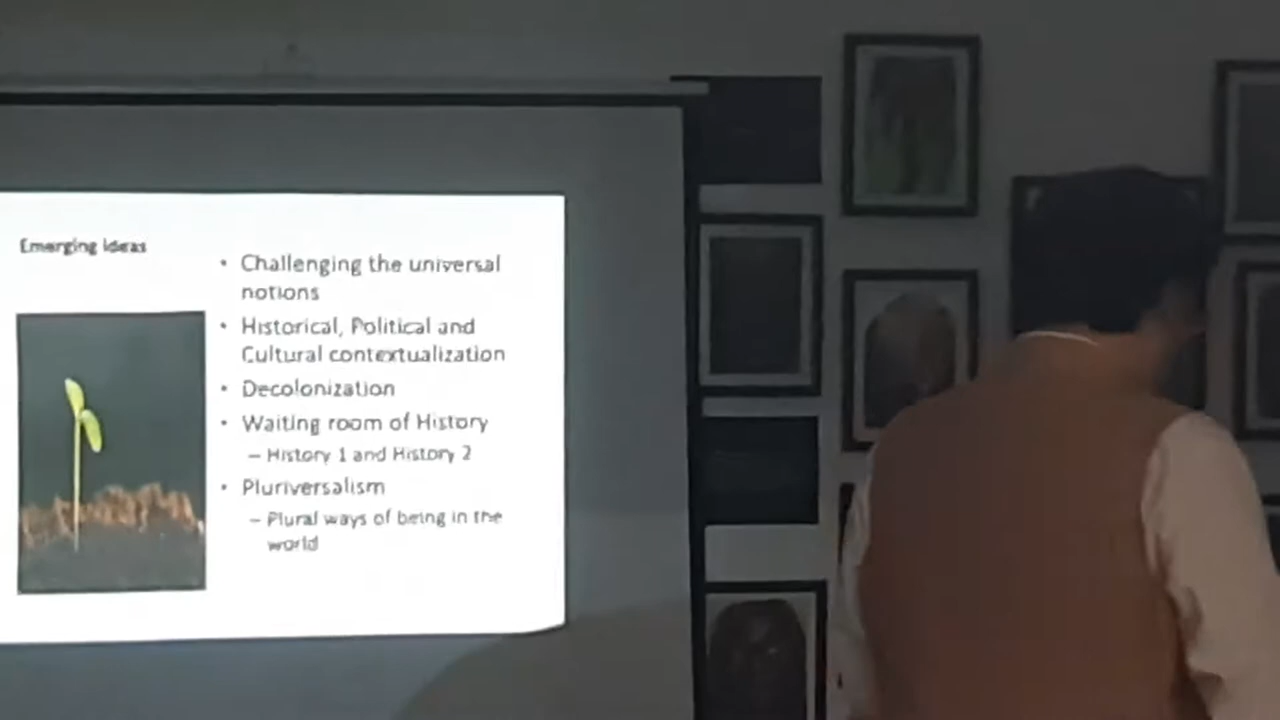 Emerging Ideas
• Challenging the universal
notions
• Historical, Political and
Cultural contextualization
• Decolonization
• Waiting room of History
– History 1 and History 2
• Pluriversalism
– Plural ways of being in the
world